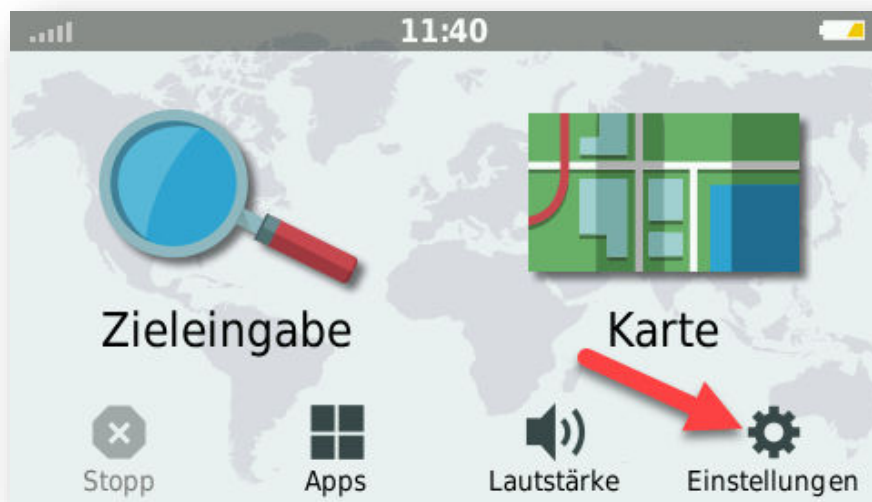 11:40
Zieleingabe
Karte
Stopp
Apps
Lautstärke
Einstellungen